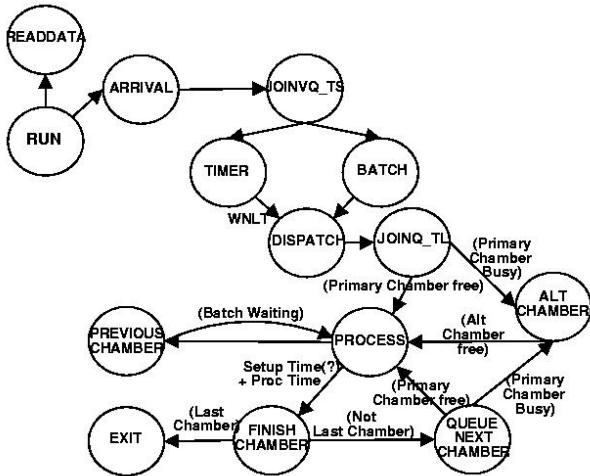 READDATA
ARRIVAL
JOINVQ_TS
RUN
TIMER
BATCH
WNLT
DISPATCH
JOINQ_TL
(Primary
Chamber
Busy)
(Primary Chamber free)
ALT
CHAMBER
(Batch Waiting)
(Alt
Chamber
free)
PREVIOUS
CHAMBER
PROCESS
Setup Time(?)
+ Proc Time
(Primary
Chamber free)
(Primary
Chamber
Busy)
(Last
Chamber)
(Not
Last Chamber)
EXIT
FINISH
CHAMBER
QUEUE
NEXT
CHAMBER